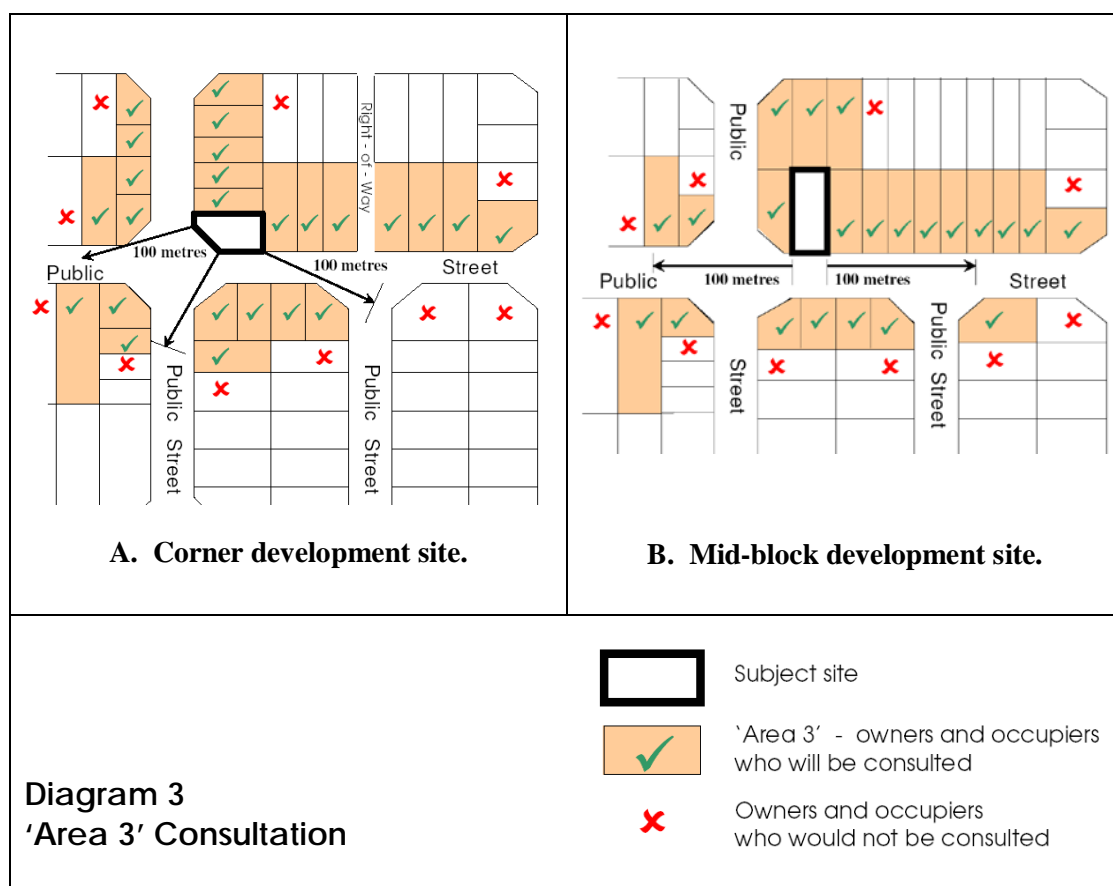 Right - of - Way
100 metres
100 metres
Public
Street
Public Street
Public Street
A. Corner development site.
Public
100 metres
100 metres
Public
Street
Street
Public Street
B. Mid-block development site.
Diagram 3
'Area 3' Consultation
Subject site
'Area 3' - owners and occupiers
who will be consulted
Owners and occupiers
who would not be consulted